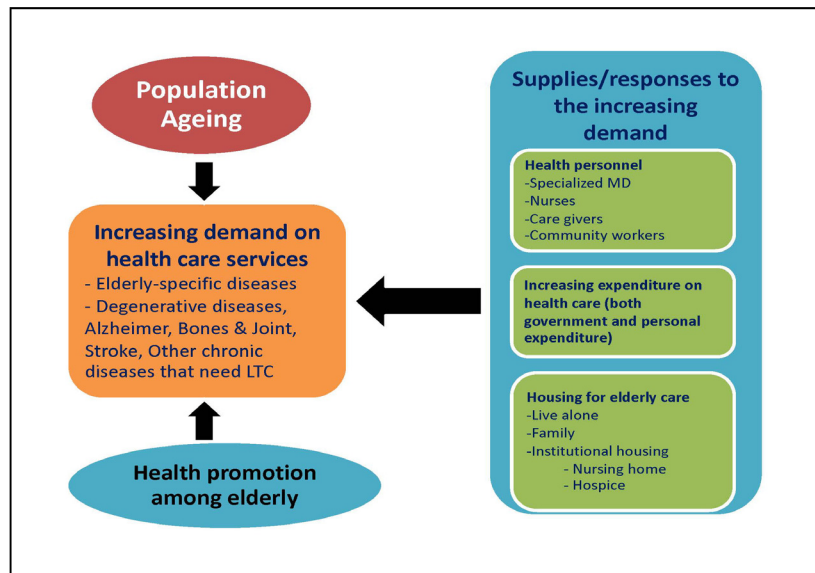 Population
Ageing
Increasing demand on
health care services
- Elderly-specific diseases
- Degenerative diseases,
Alzheimer, Bones & Joint,
Stroke, Other chronic
diseases that need LTC
Health promotion
among elderly
Supplies/responses to
the increasing
demand
Health personnel
-Specialized MD
-Nurses
-Care givers
-Community workers
Increasing expenditure on
health care (both
government and personal
expenditure)
Housing for elderly care
-Live alone
-Family
-Institutional housing
- Nursing home
- Hospice